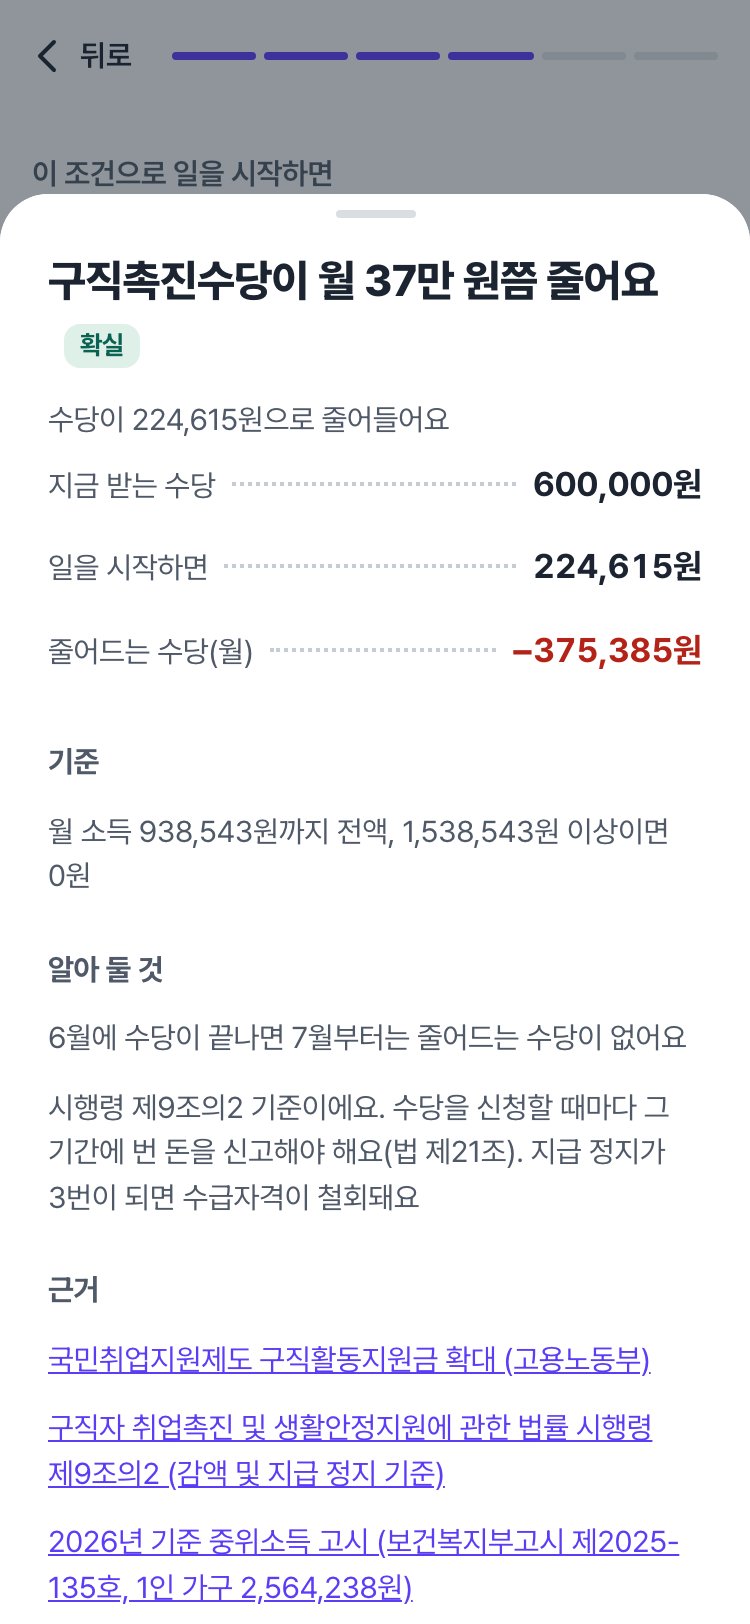 뒤로
이 조건으로 일을 시작하면
구직촉진수당이 월 37만 원쯤 줄어요
확실
수당이 224,615원으로 줄어들어요
지금 받는 수당 600,000원
일을 시작하면 224,615원
줄어드는 수당(월) –375,385원
기준
월 소득 938,543원까지 전액, 1,538,543원 이상이면
0원
알아 둘 것
6월에 수당이 끝나면 7월부터는 줄어드는 수당이 없어요
시행령 제9조의2 기준이에요. 수당을 신청할 때마다 그
기간에 번 돈을 신고해야 해요(법 제21조). 지급 정지가
3번이 되면 수급자격이 철회돼요
근거
국민취업지원제도 구직활동지원금 확대 (고용노동부)
구직자 취업촉진 및 생활안정지원에 관한 법률 시행령
제9조의2 (감액 및 지급 정지 기준)
2026년 기준 중위소득 고시 (보건복지부고시 제2025-
135호, 1인 가구 2,564,238원)